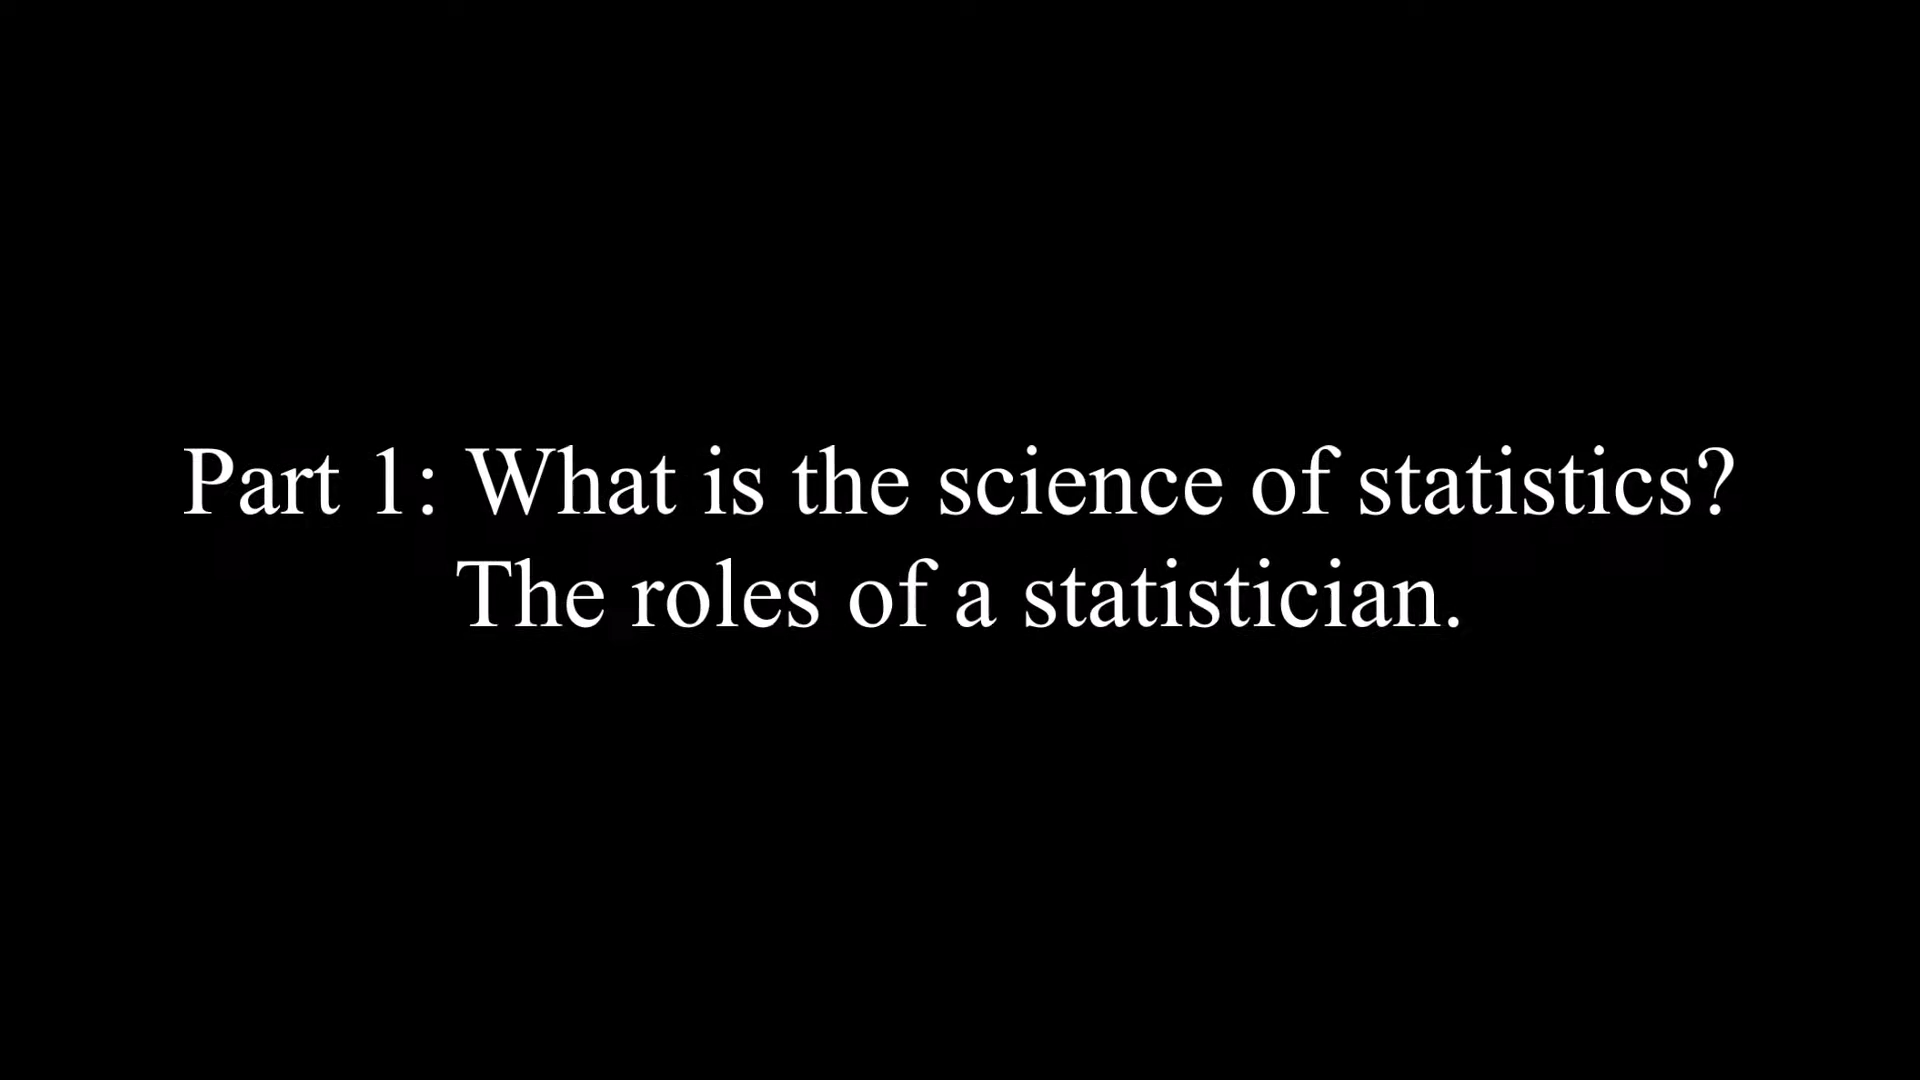 Part 1: What is the science of statistics?
The roles of a statistician.